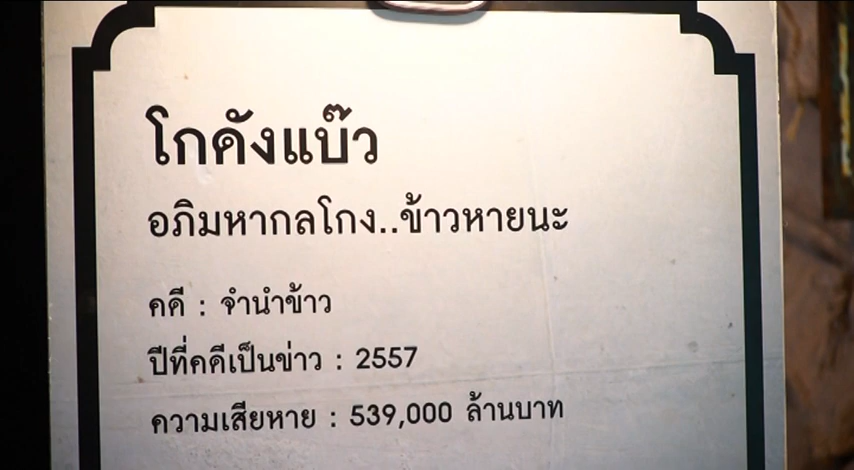 โกดังแบ๊ว
อภิมหากลโกง..ข้าวหายนะ
คดี : จำนำข้าว
ปีที่คดีเป็นข่าว : 2557
ความเสียหาย : 539,000 ล้านบาท